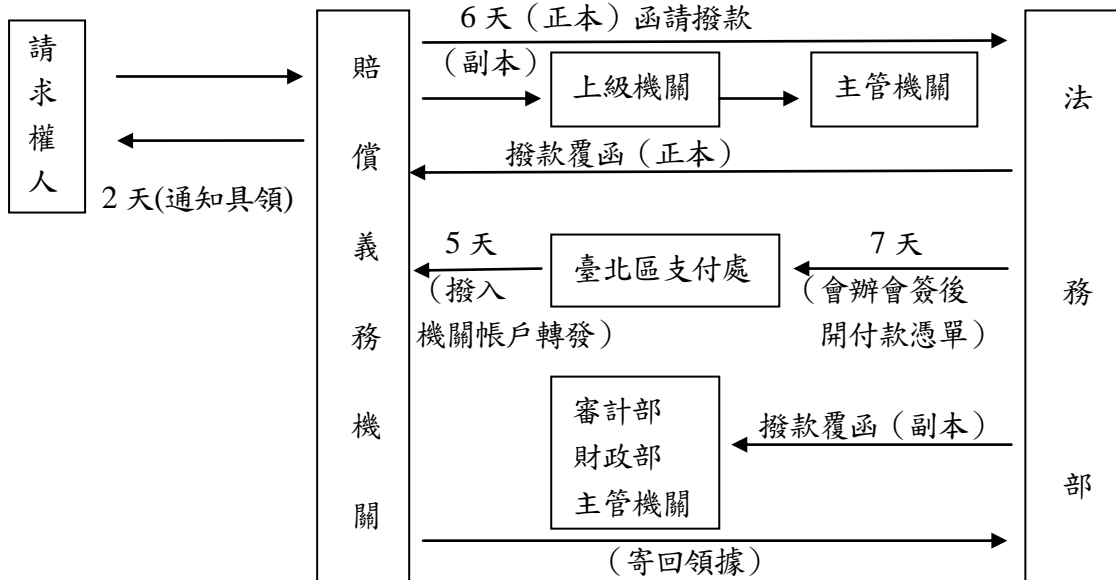 請求權人
賠償義務機關
法務部
6 天（正本）函請撥款
（副本）
上級機關
主管機關
撥款覆函（正本）
2 天(通知具領)
5 天
（撥入
機關帳戶轉發）
臺北區支付處
7 天
（會辦會簽後
開付款憑單）
審計部
財政部
主管機關
撥款覆函（副本）
（寄回領據）